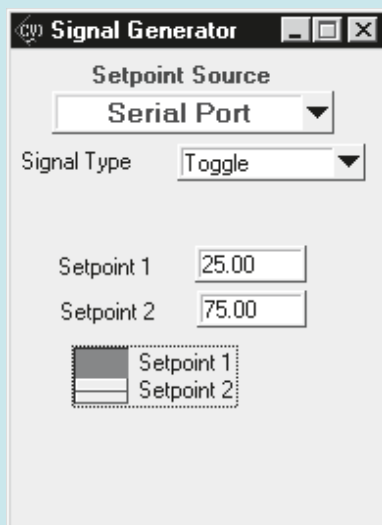 CVI Signal Generator
Setpoint Source
Serial Port
Signal Type Toggle
Setpoint 1 25.00
Setpoint 2 75.00
Setpoint 1
Setpoint 2